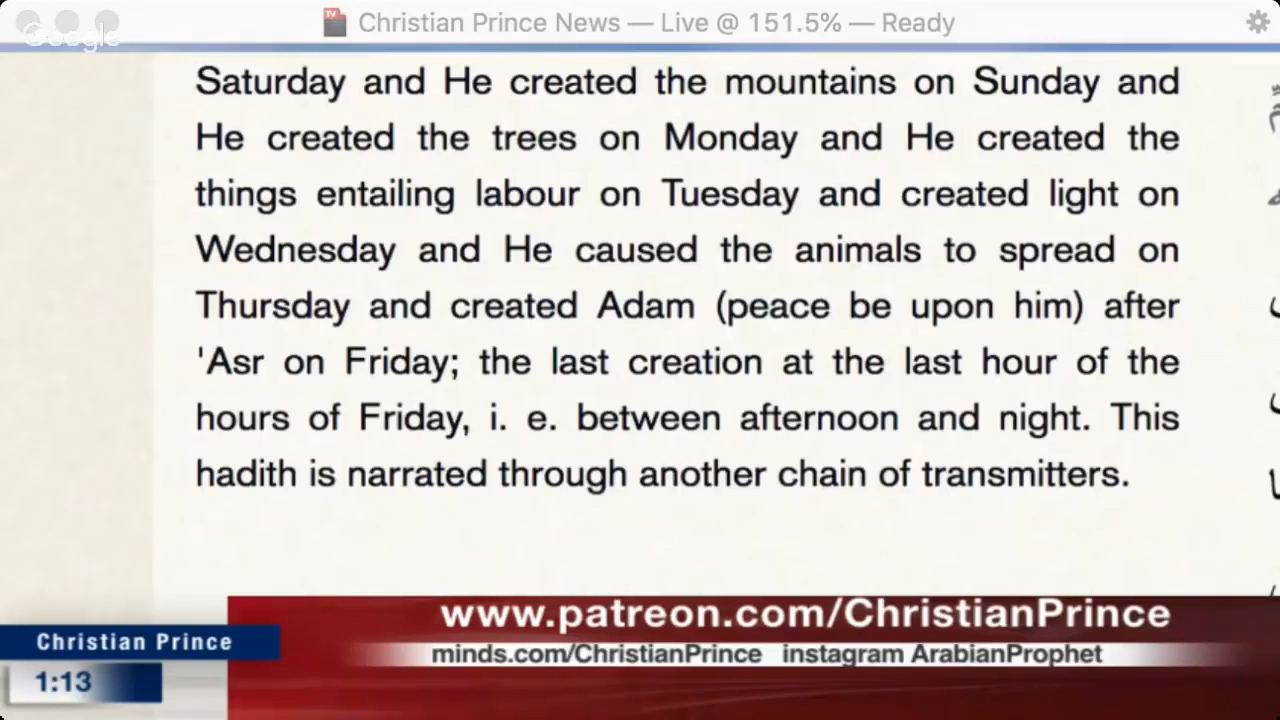 Christian Prince News — Live @ 151.5% — Ready
Google
Saturday and He created the mountains on Sunday and
He created the trees on Monday and He created the
things entailing labour on Tuesday and created light on
Wednesday and He caused the animals to spread on
Thursday and created Adam (peace be upon him) after
'Asr on Friday; the last creation at the last hour of the
hours of Friday, i. e. between afternoon and night. This
hadith is narrated through another chain of transmitters.
www.patreon.com/ChristianPrince
Christian Prince
minds.com/ChristianPrince instagram ArabianProphet
1:13